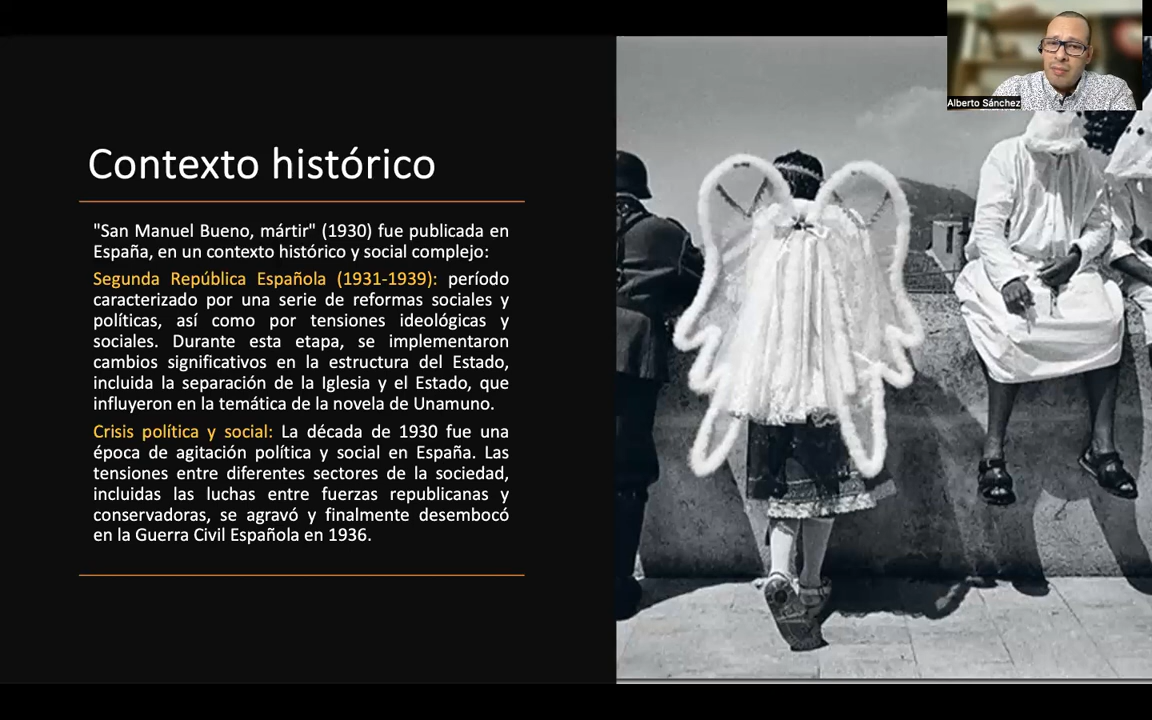 Alberto Sánchez
Contexto histórico
"San Manuel Bueno, mártir" (1930) fue publicada en
España, en un contexto histórico y social complejo:
Segunda República Española (1931-1939): período
caracterizado por una serie de reformas sociales y
políticas, así como por tensiones ideológicas y
sociales. Durante esta etapa, se implementaron
cambios significativos en la estructura del Estado,
incluida la separación de la Iglesia y el Estado, que
influyeron en la temática de la novela de Unamuno.
Crisis política y social: La década de 1930 fue una
época de agitación política y social en España. Las
tensiones entre diferentes sectores de la sociedad,
incluidas las luchas entre fuerzas republicanas y
conservadoras, se agravó y finalmente desembocó
en la Guerra Civil Española en 1936.